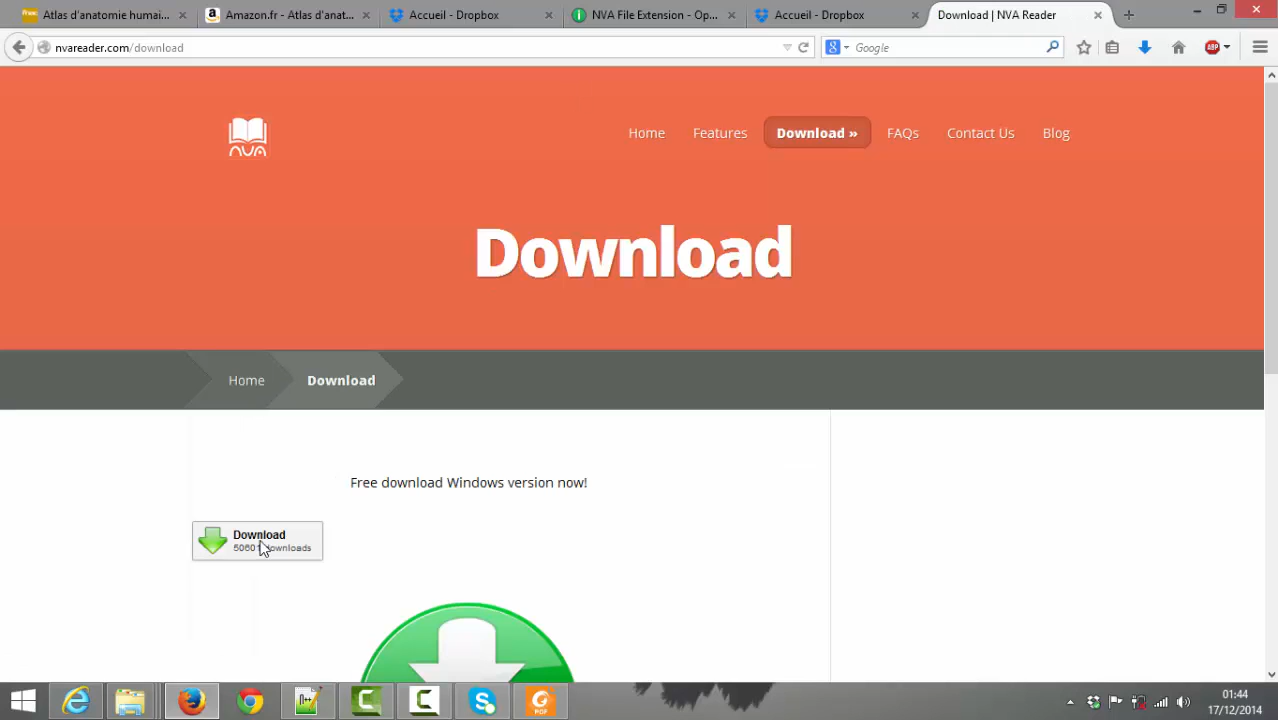 Atlas d'anatomie humai...
Amazon.fr - Atlas d'anat...
Accueil - Dropbox
NVA File Extension - Op...
Accueil - Dropbox
Download | NVA Reader
nvareader.com/download
Google
ABP
NVA
Home
Features
Download »
FAQs
Contact Us
Blog
Download
Home
Download
Free download Windows version now!
Download
downloads
PDF
01:44
17/12/2014